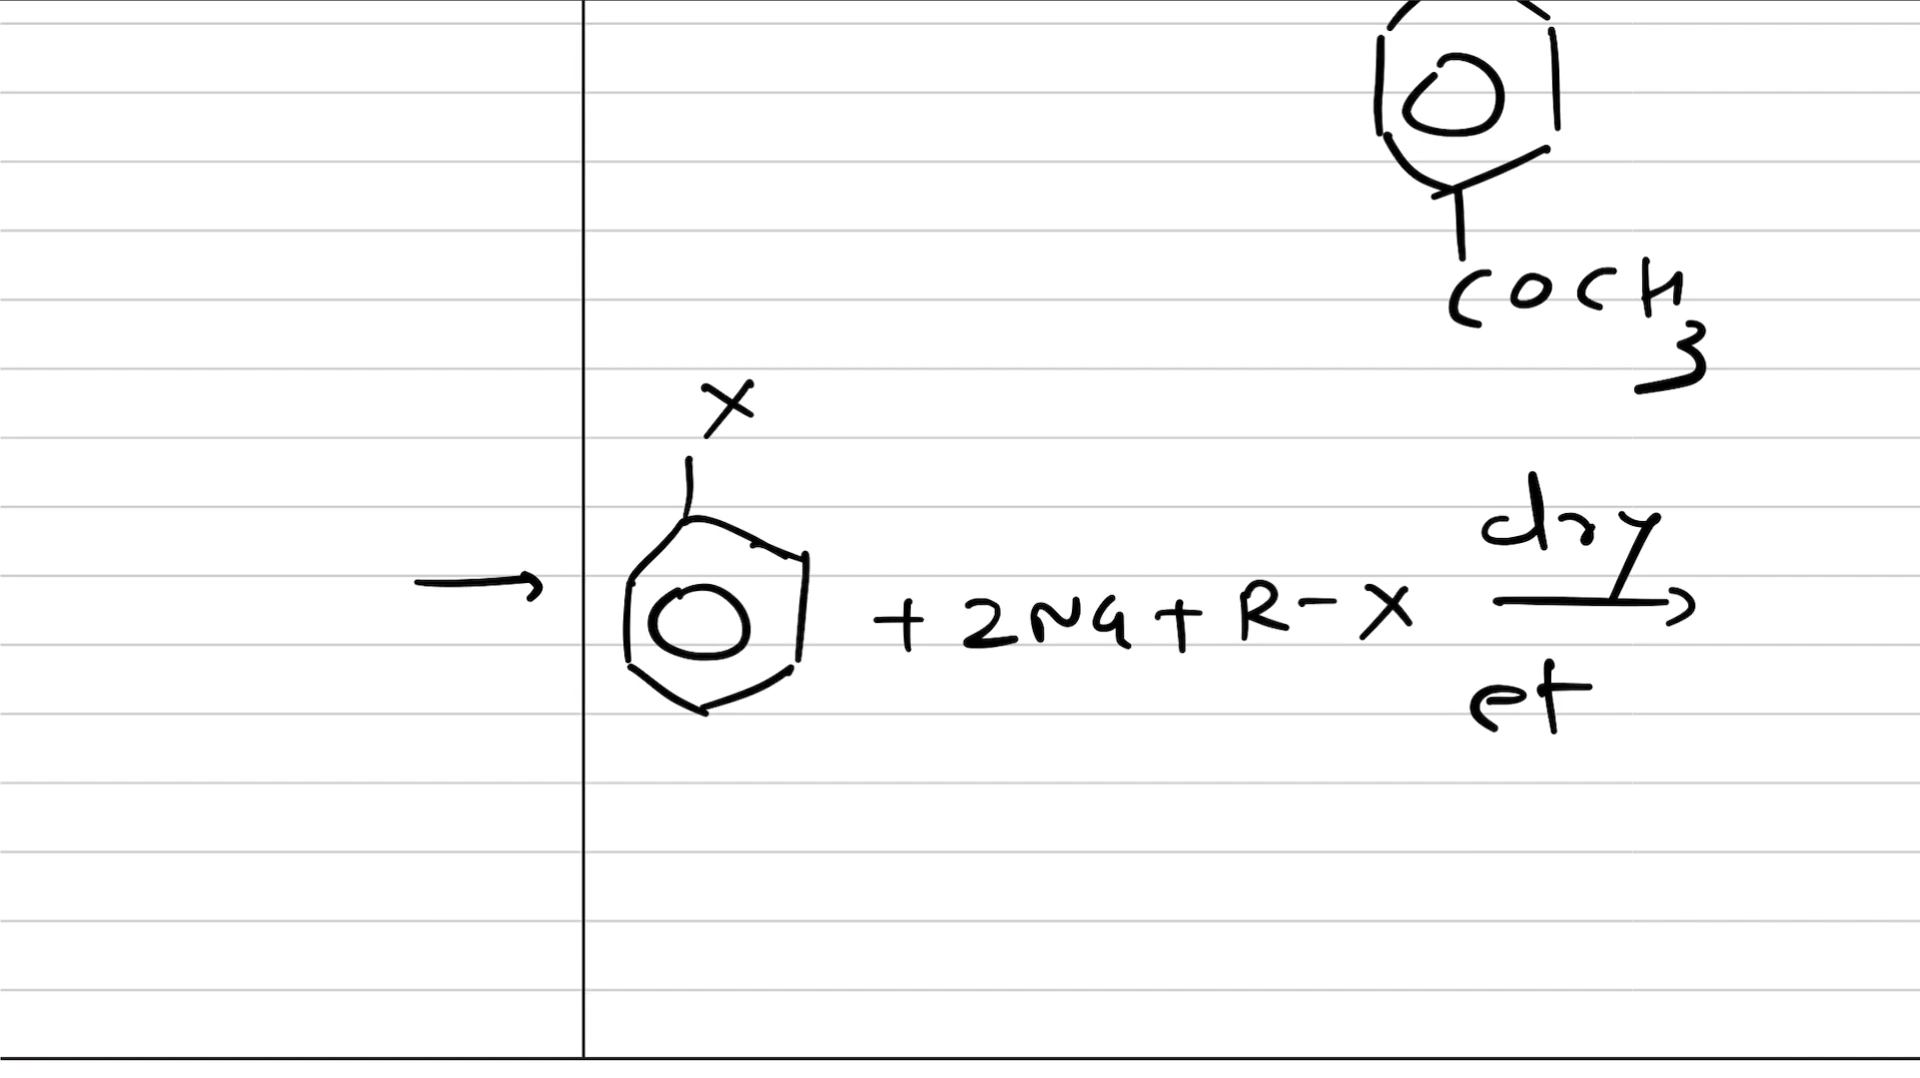 COCH3
X
dry
+ 2Na + R - X
et